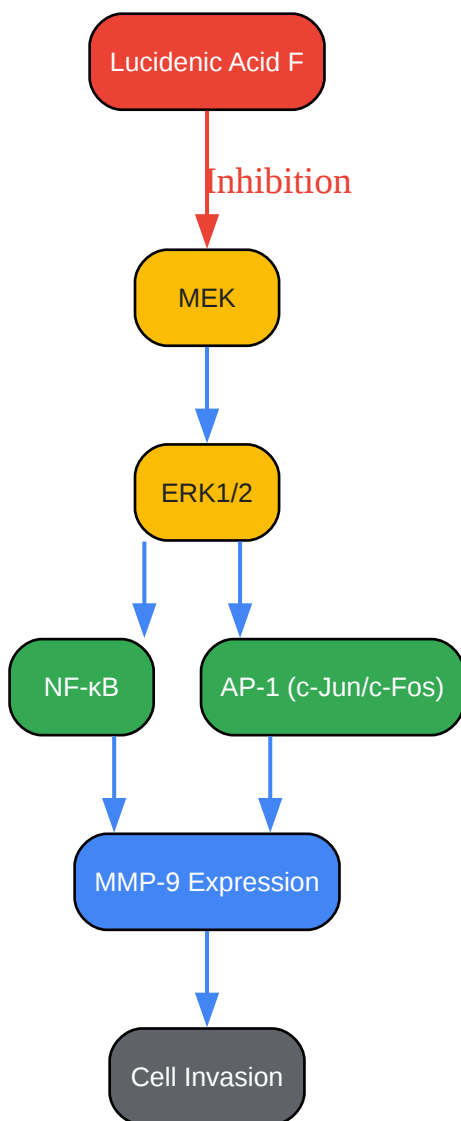 Lucidenic Acid F
Inhibition
MEK
ERK1/2
NF-κB
AP-1 (c-Jun/c-Fos)
MMP-9 Expression
Cell Invasion